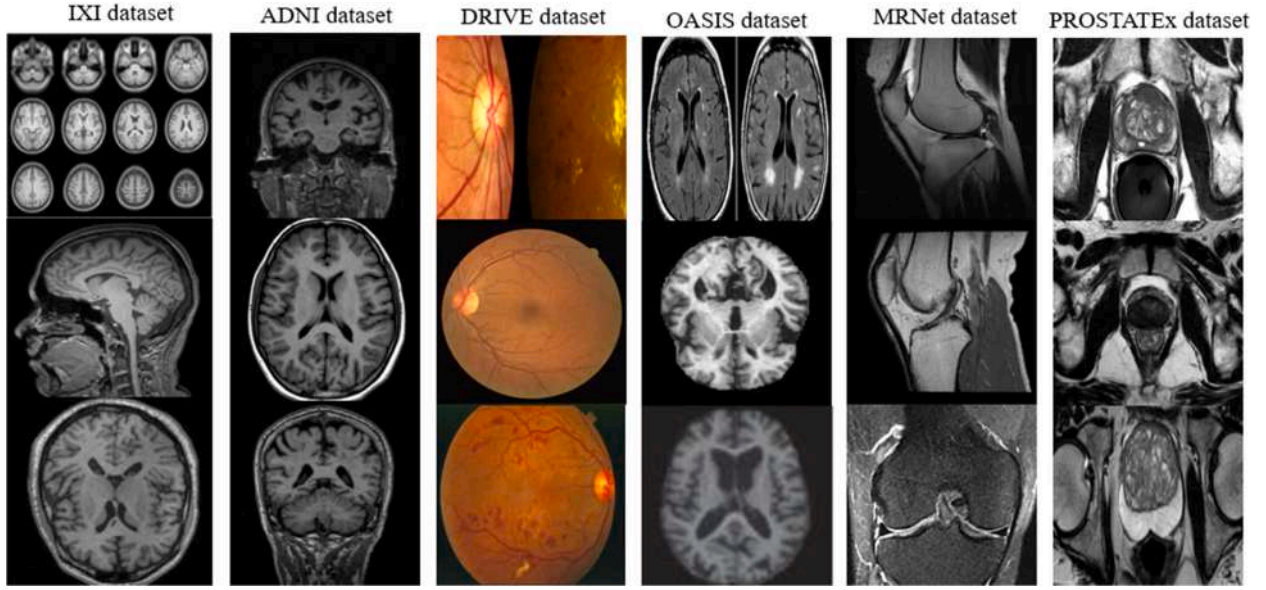 IXI dataset
ADNI dataset
DRIVE dataset
OASIS dataset
MRNet dataset
PROSTATEx dataset